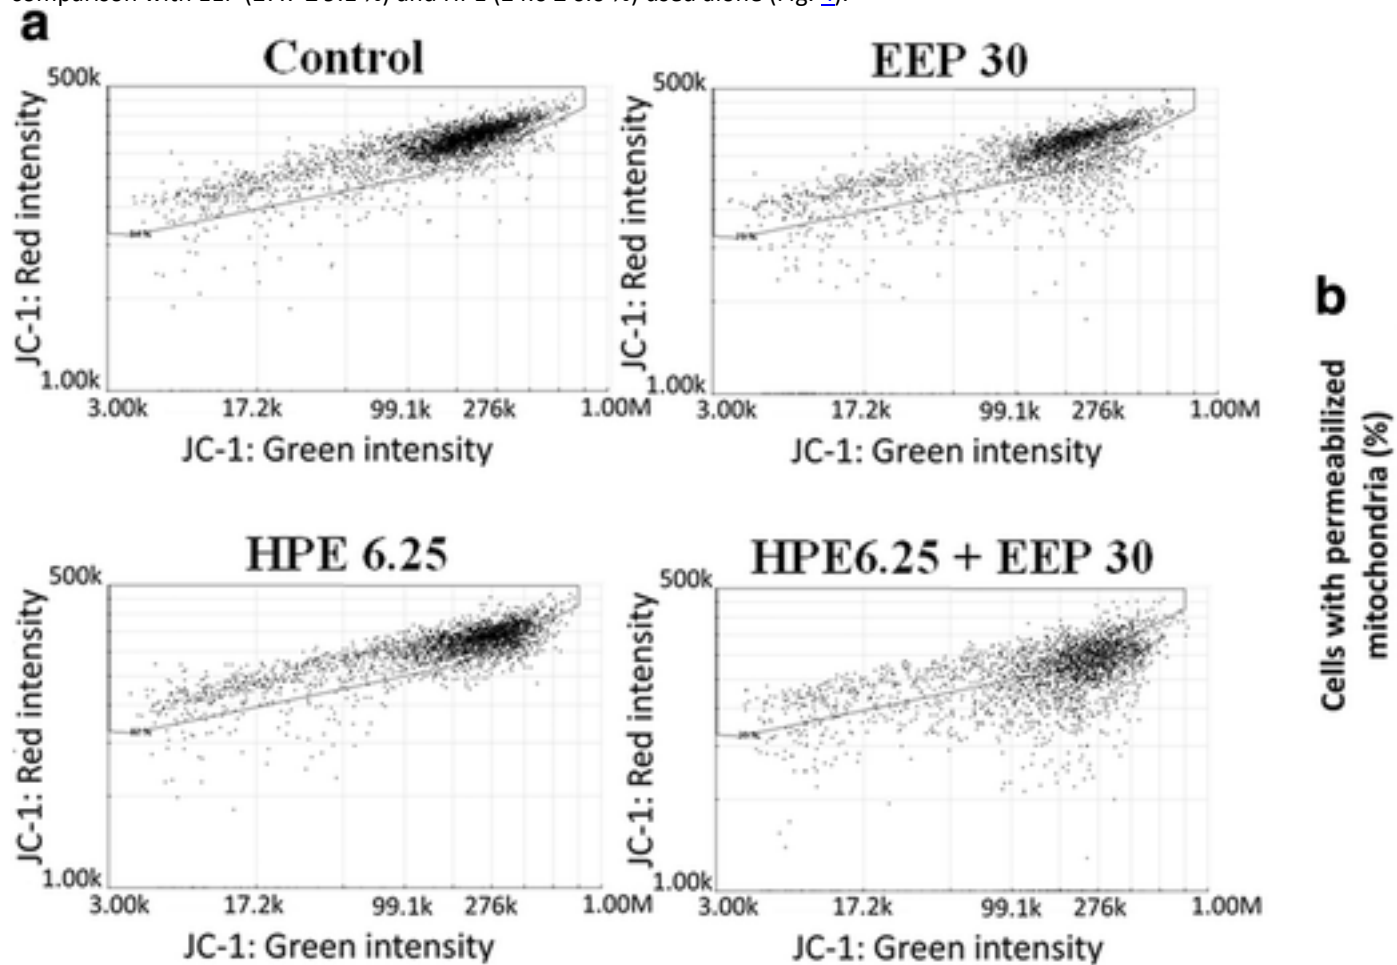 a
Control
500k
JC-1: Red intensity
1.00k
3.00k 17.2k 99.1k 276k 1.00M
JC-1: Green intensity
EEP 30
500k
JC-1: Red intensity
1.00k
3.00k 17.2k 99.1k 276k 1.00M
JC-1: Green intensity
HPE 6.25
500k
JC-1: Red intensity
1.00k
3.00k 17.2k 99.1k 276k 1.00M
JC-1: Green intensity
HPE6.25 + EEP 30
500k
JC-1: Red intensity
1.00k
3.00k 17.2k 99.1k 276k 1.00M
JC-1: Green intensity
b
Cells with permeabilized
mitochondria (%)